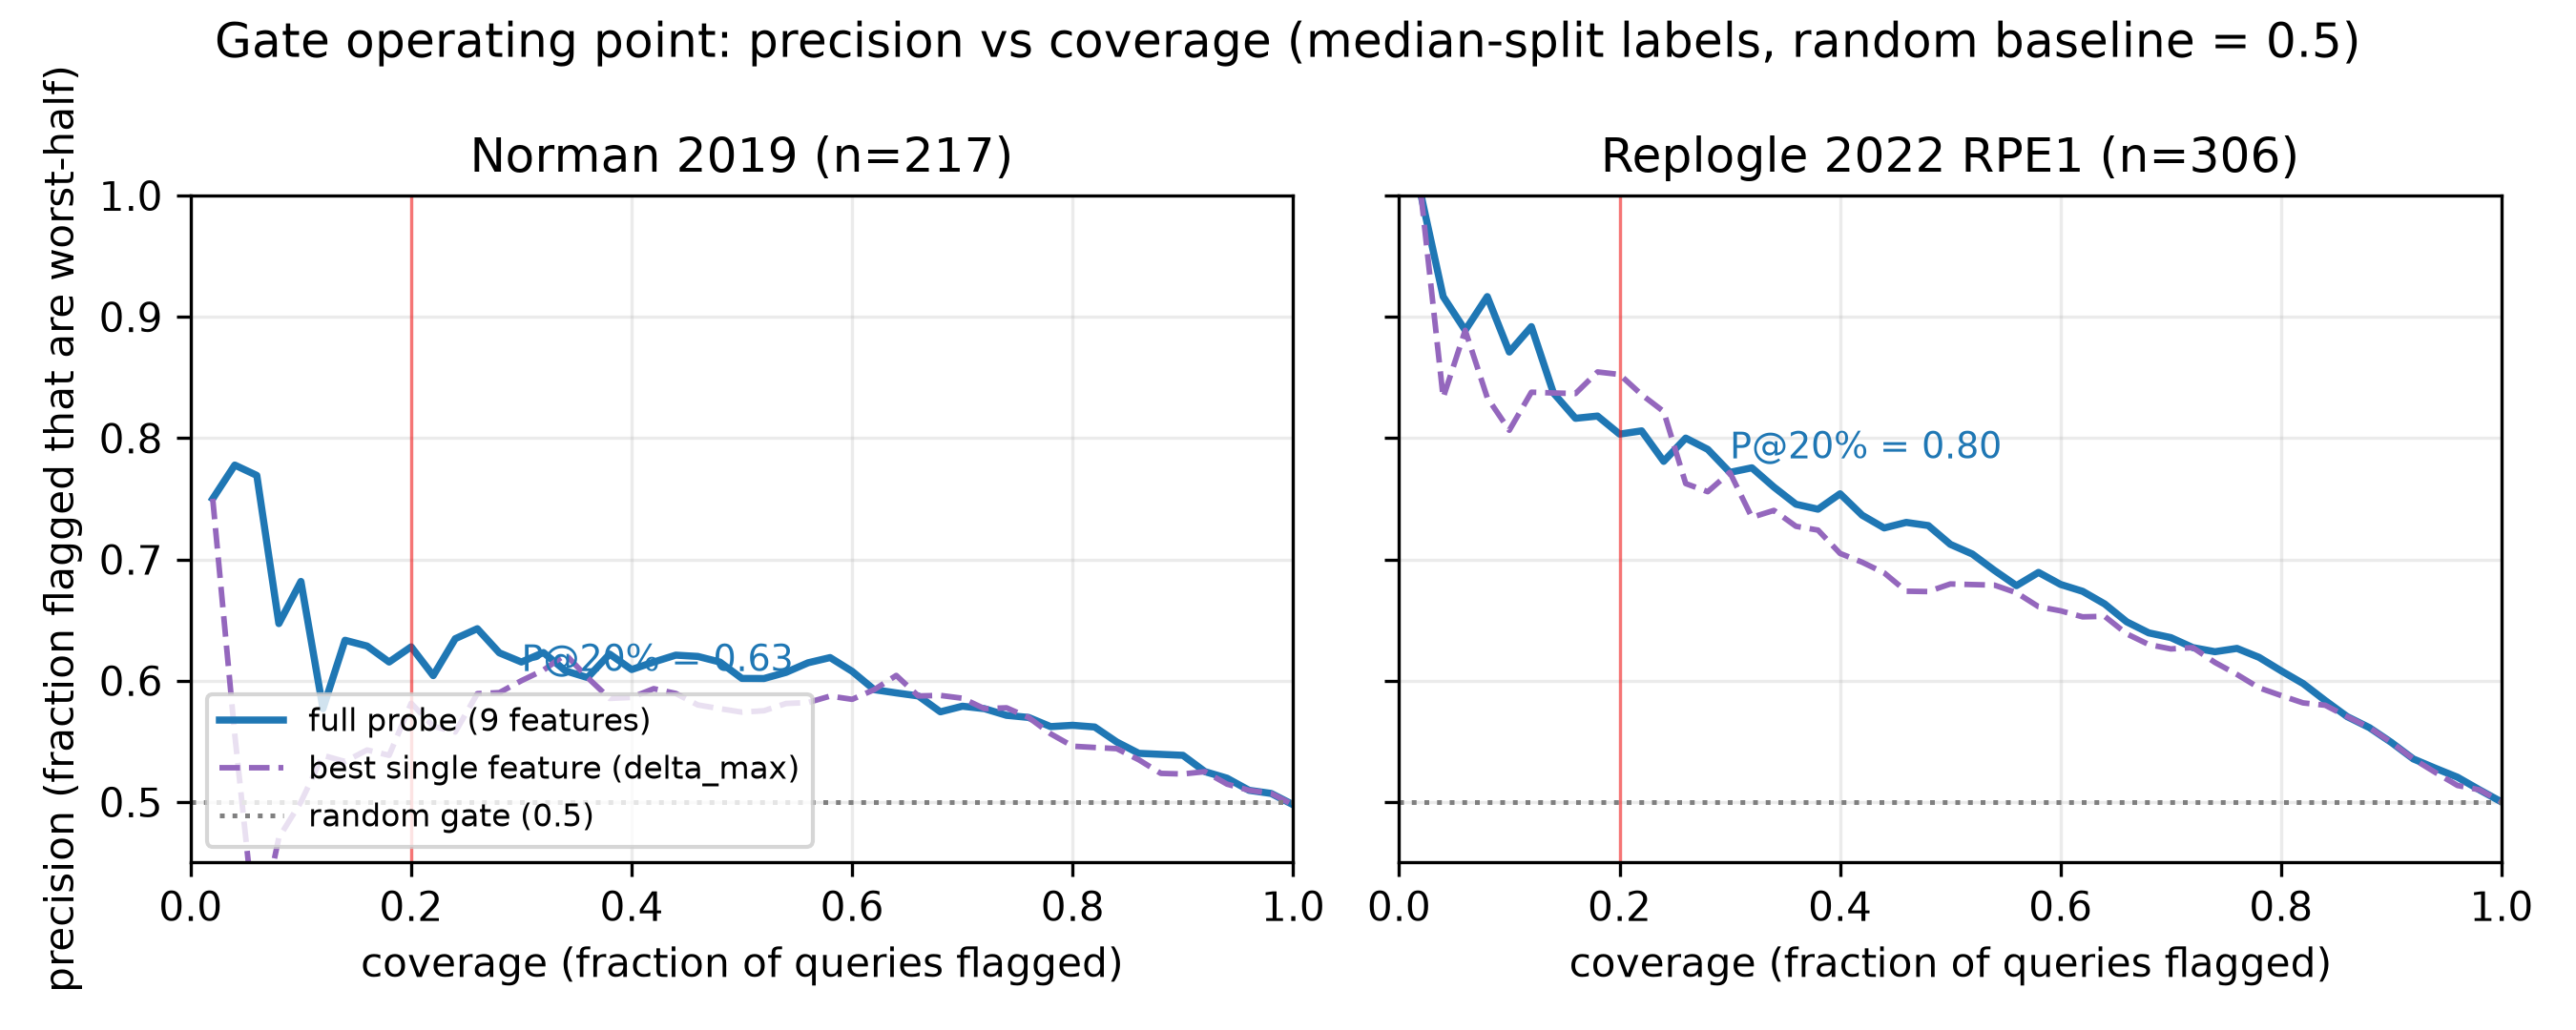 Gate operating point: precision vs coverage (median-split labels, random baseline = 0.5)
Norman 2019 (n=217)
precision (fraction flagged that are worst-half)
1.0
0.9
0.8
0.7
0.6
0.5
P@20% = 0.63
full probe (9 features)
best single feature (delta_max)
random gate (0.5)
0.0 0.2 0.4 0.6 0.8 1.0
coverage (fraction of queries flagged)
Replogle 2022 RPE1 (n=306)
P@20% = 0.80
0.0 0.2 0.4 0.6 0.8 1.0
coverage (fraction of queries flagged)